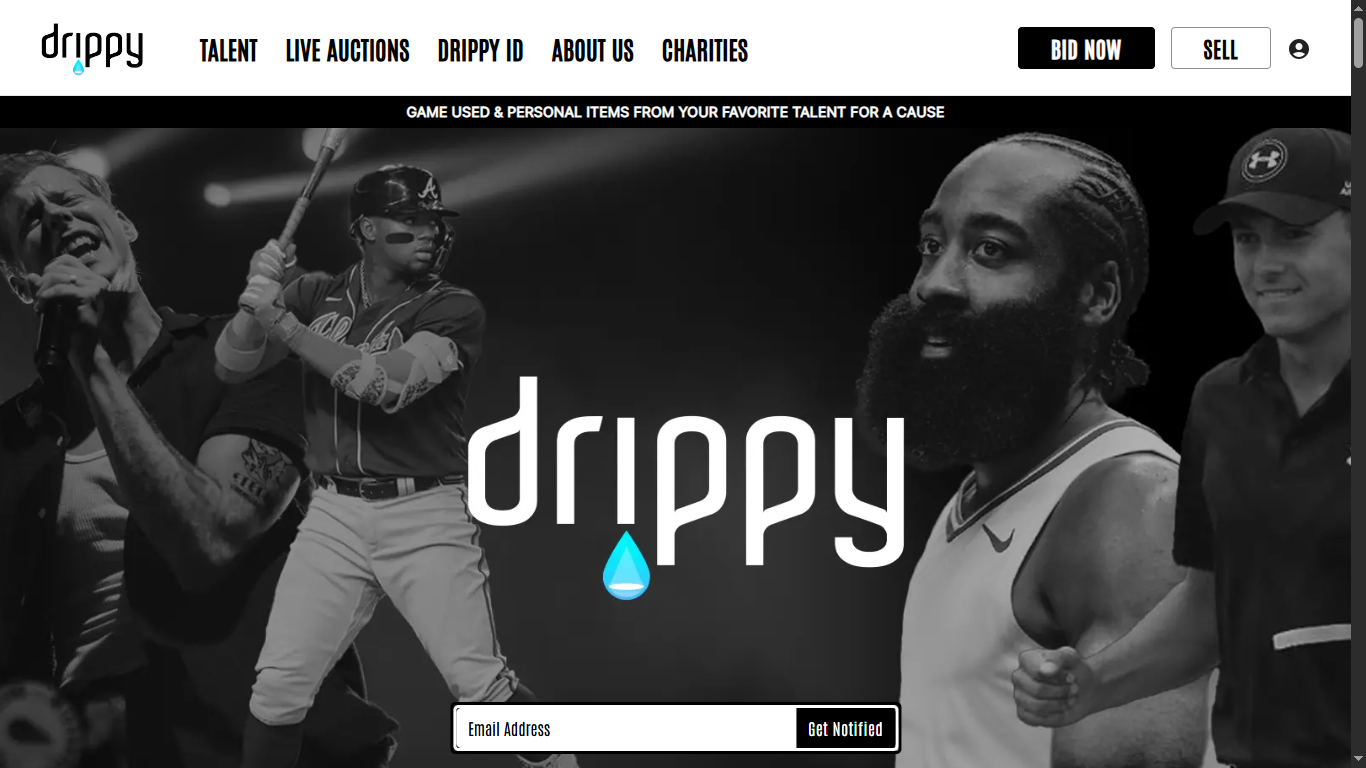 drippy
TALENT
LIVE AUCTIONS
DRIPPY ID
ABOUT US
CHARITIES
BID NOW
SELL
GAME USED & PERSONAL ITEMS FROM YOUR FAVORITE TALENT FOR A CAUSE
A
drippy
Email Address
Get Notified